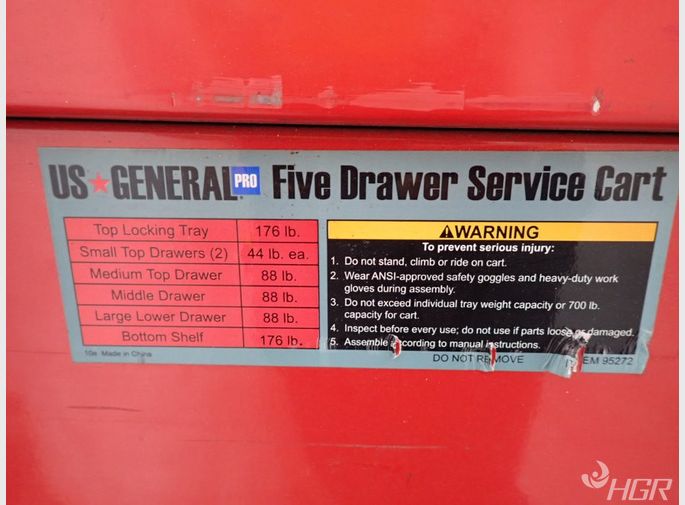 US★GENERAL PRO Five Drawer Service Cart
Top Locking Tray 176 lb.
Small Top Drawers (2) 44 lb. ea.
Medium Top Drawer 88 lb.
Middle Drawer 88 lb.
Large Lower Drawer 88 lb.
Bottom Shelf 176 lb.
10e Made in China
⚠WARNING
To prevent serious injury:
1. Do not stand, climb or ride on cart.
2. Wear ANSI-approved safety goggles and heavy-duty work
gloves during assembly.
3. Do not exceed individual tray weight capacity or 700 lb.
capacity for cart.
4. Inspect before every use; do not use if parts loose or damaged.
5. Assemble according to manual instructions.
DO NOT REMOVE
ITEM 95272
HGR